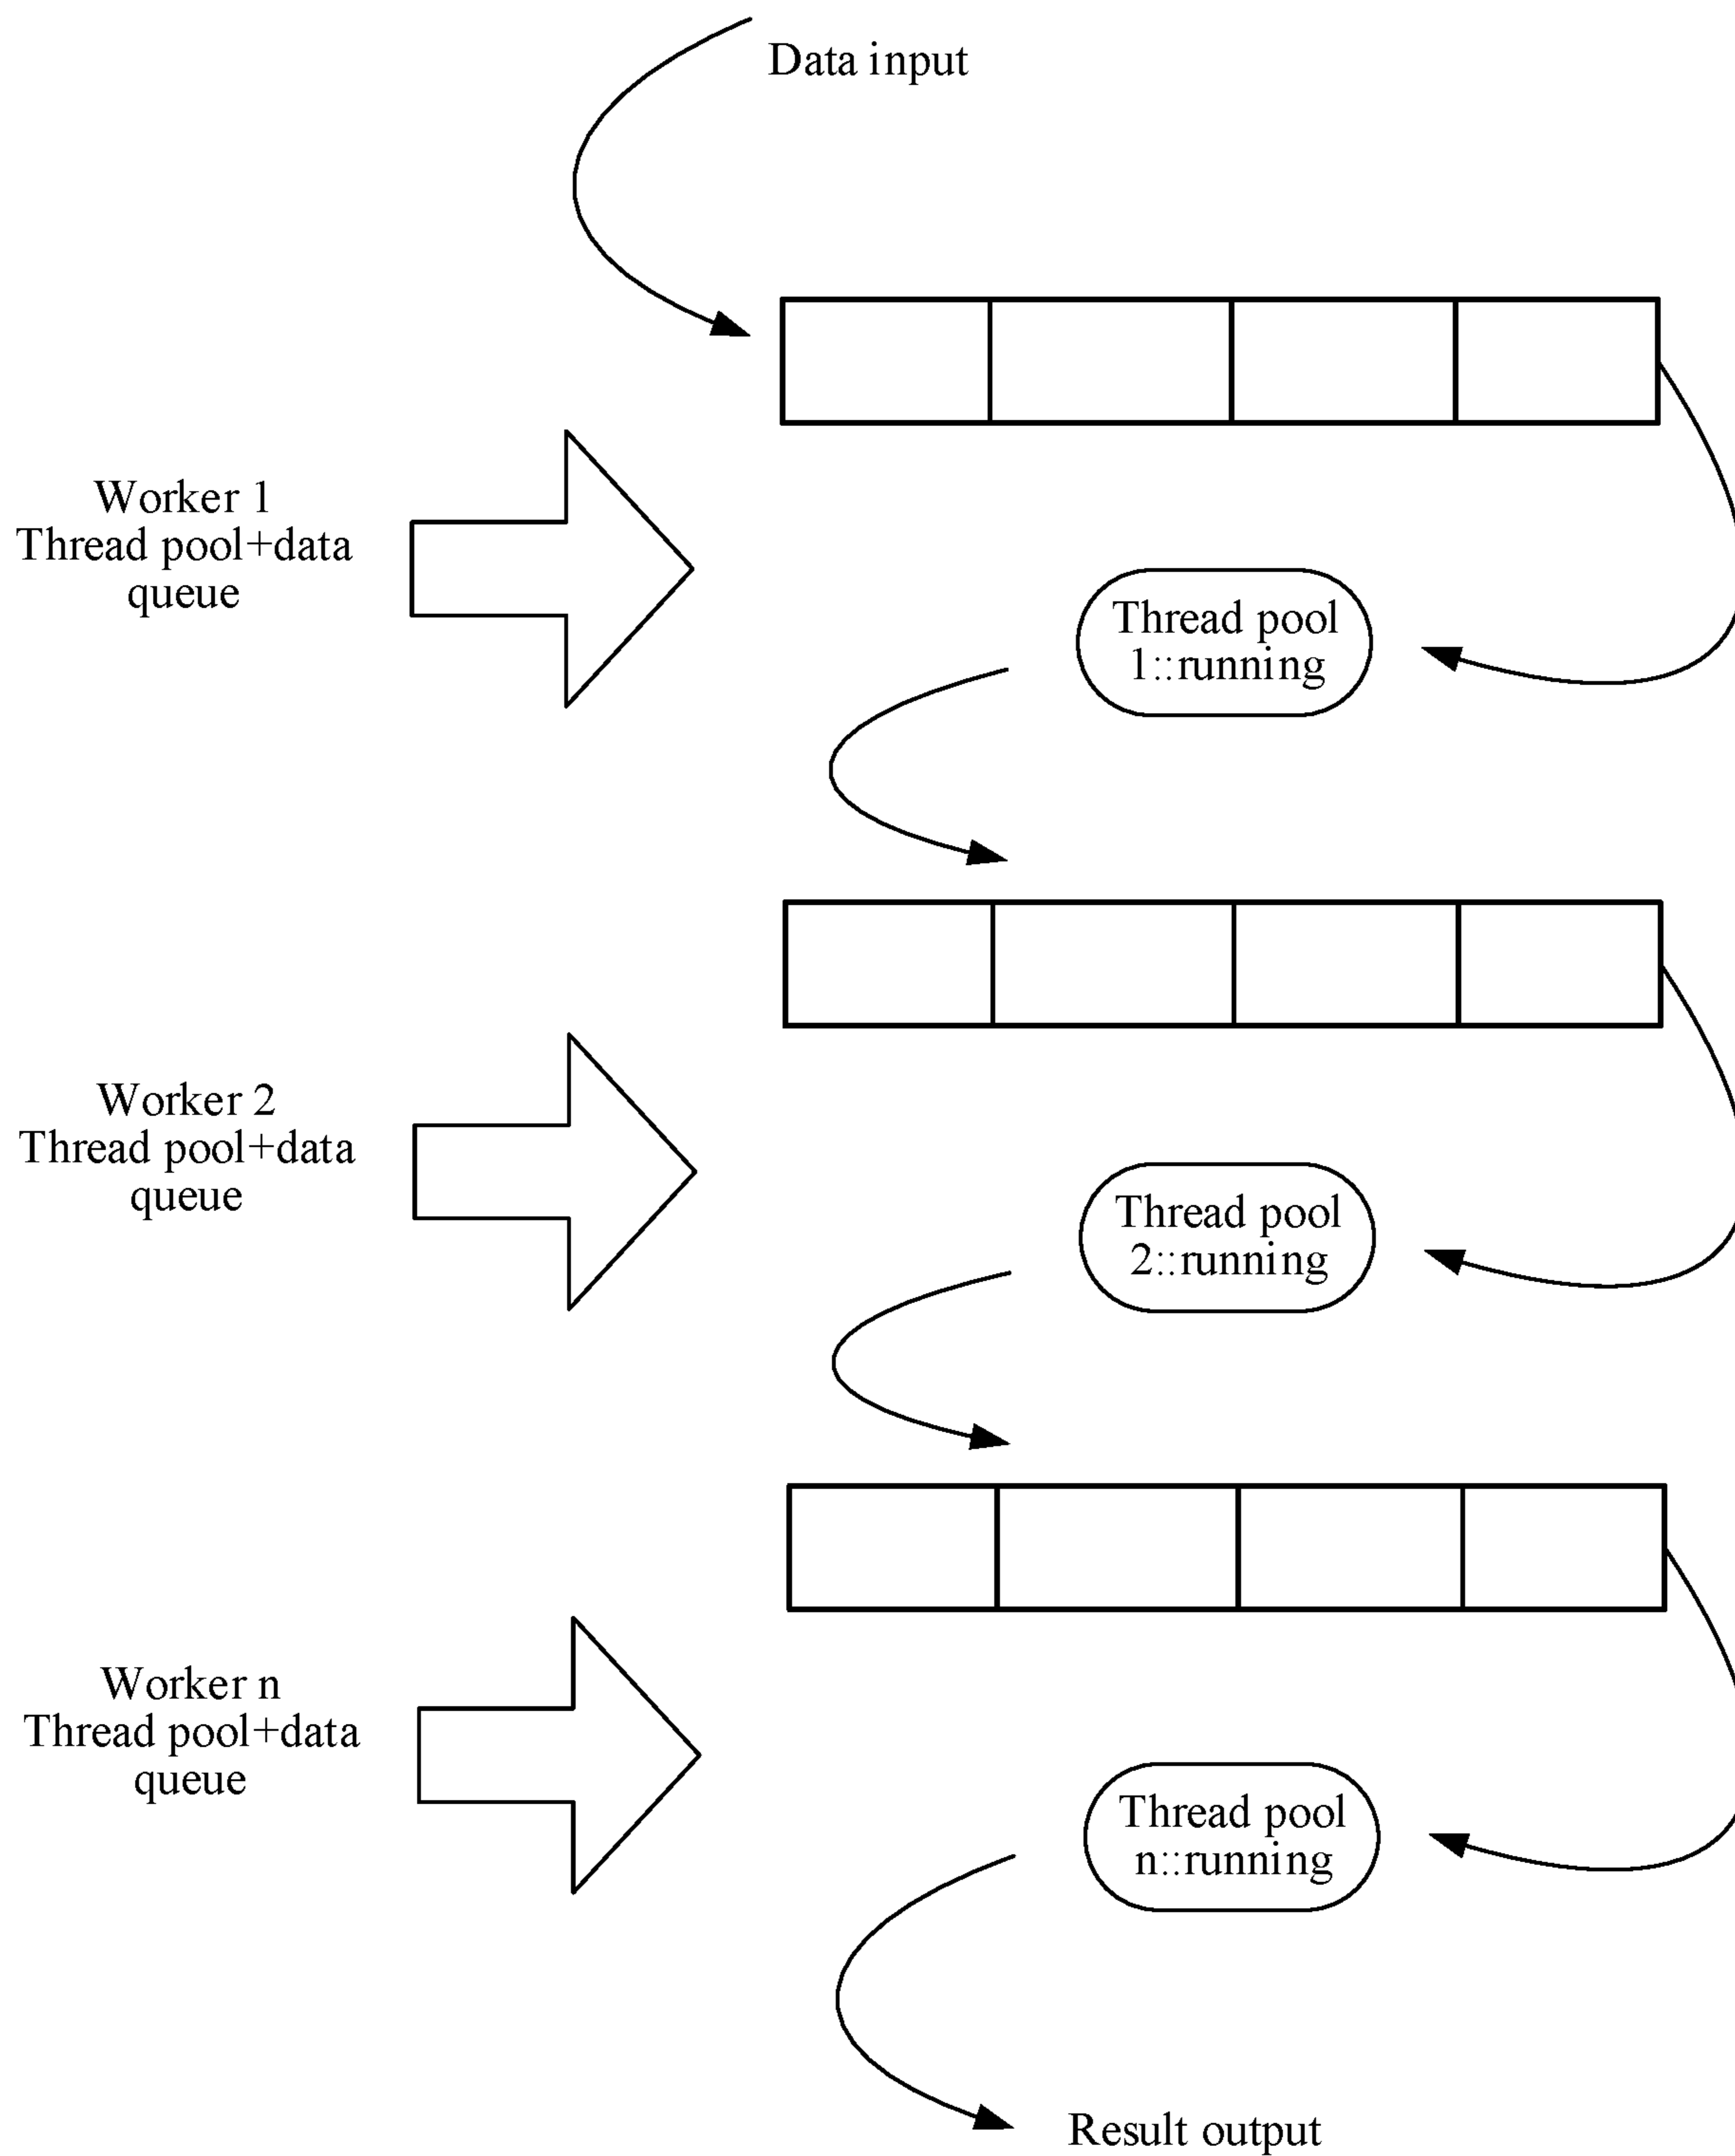 Data input
Worker 1
Thread pool+data
queue
Thread pool
1::running
Worker 2
Thread pool+data
queue
Thread pool
2::running
Worker n
Thread pool+data
queue
Thread pool
n::running
Result output